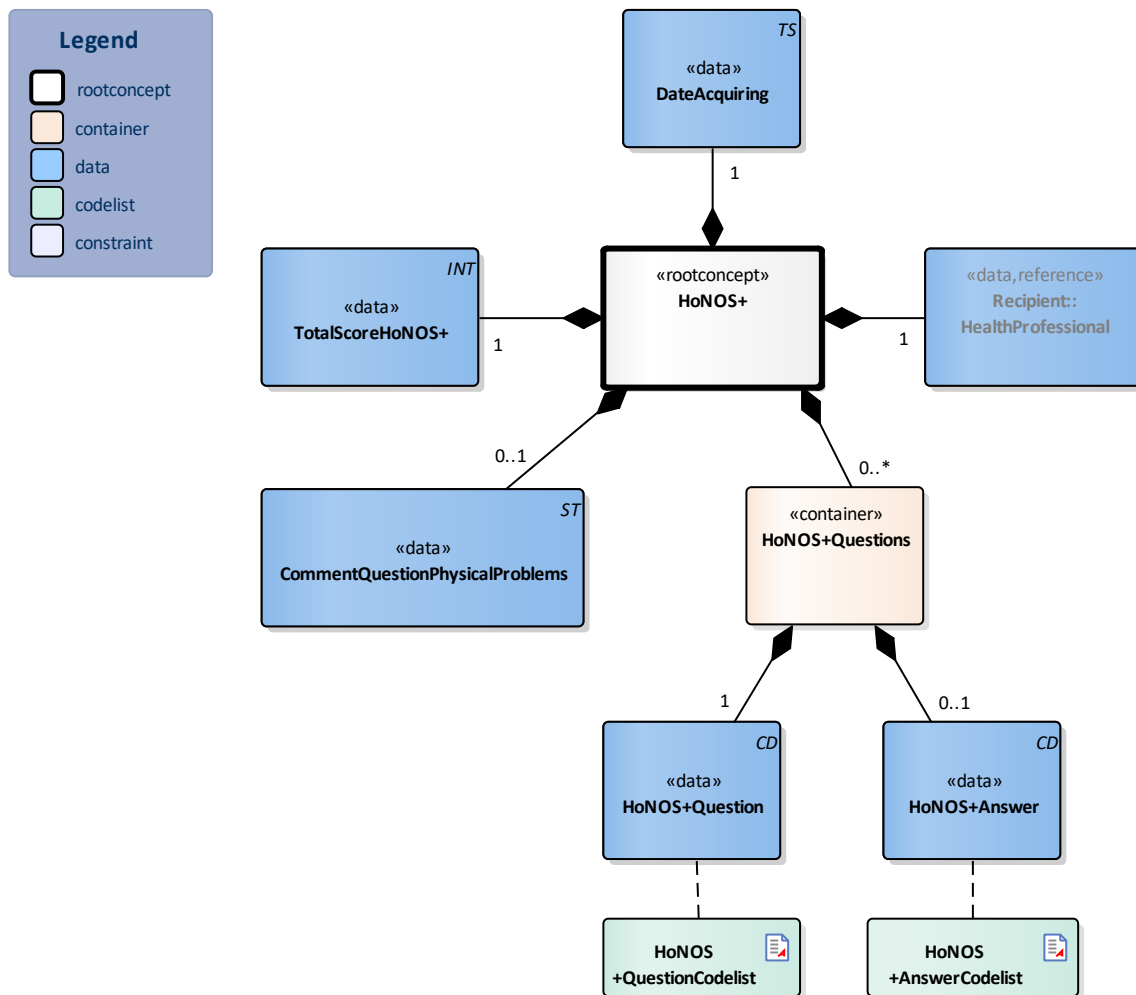 Legend
rootconcept
container
data
codelist
constraint
TS
«data»
DateAcquiring
1
INT
«data»
TotalScoreHoNOS+
1
«rootconcept»
HoNOS+
«data,reference»
Recipient::
HealthProfessional
1
0..1
0..*
ST
«data»
CommentQuestionPhysicalProblems
«container»
HoNOS+Questions
1
0..1
CD
«data»
HoNOS+Question
CD
«data»
HoNOS+Answer
HoNOS
+QuestionCodelist
HoNOS
+AnswerCodelist